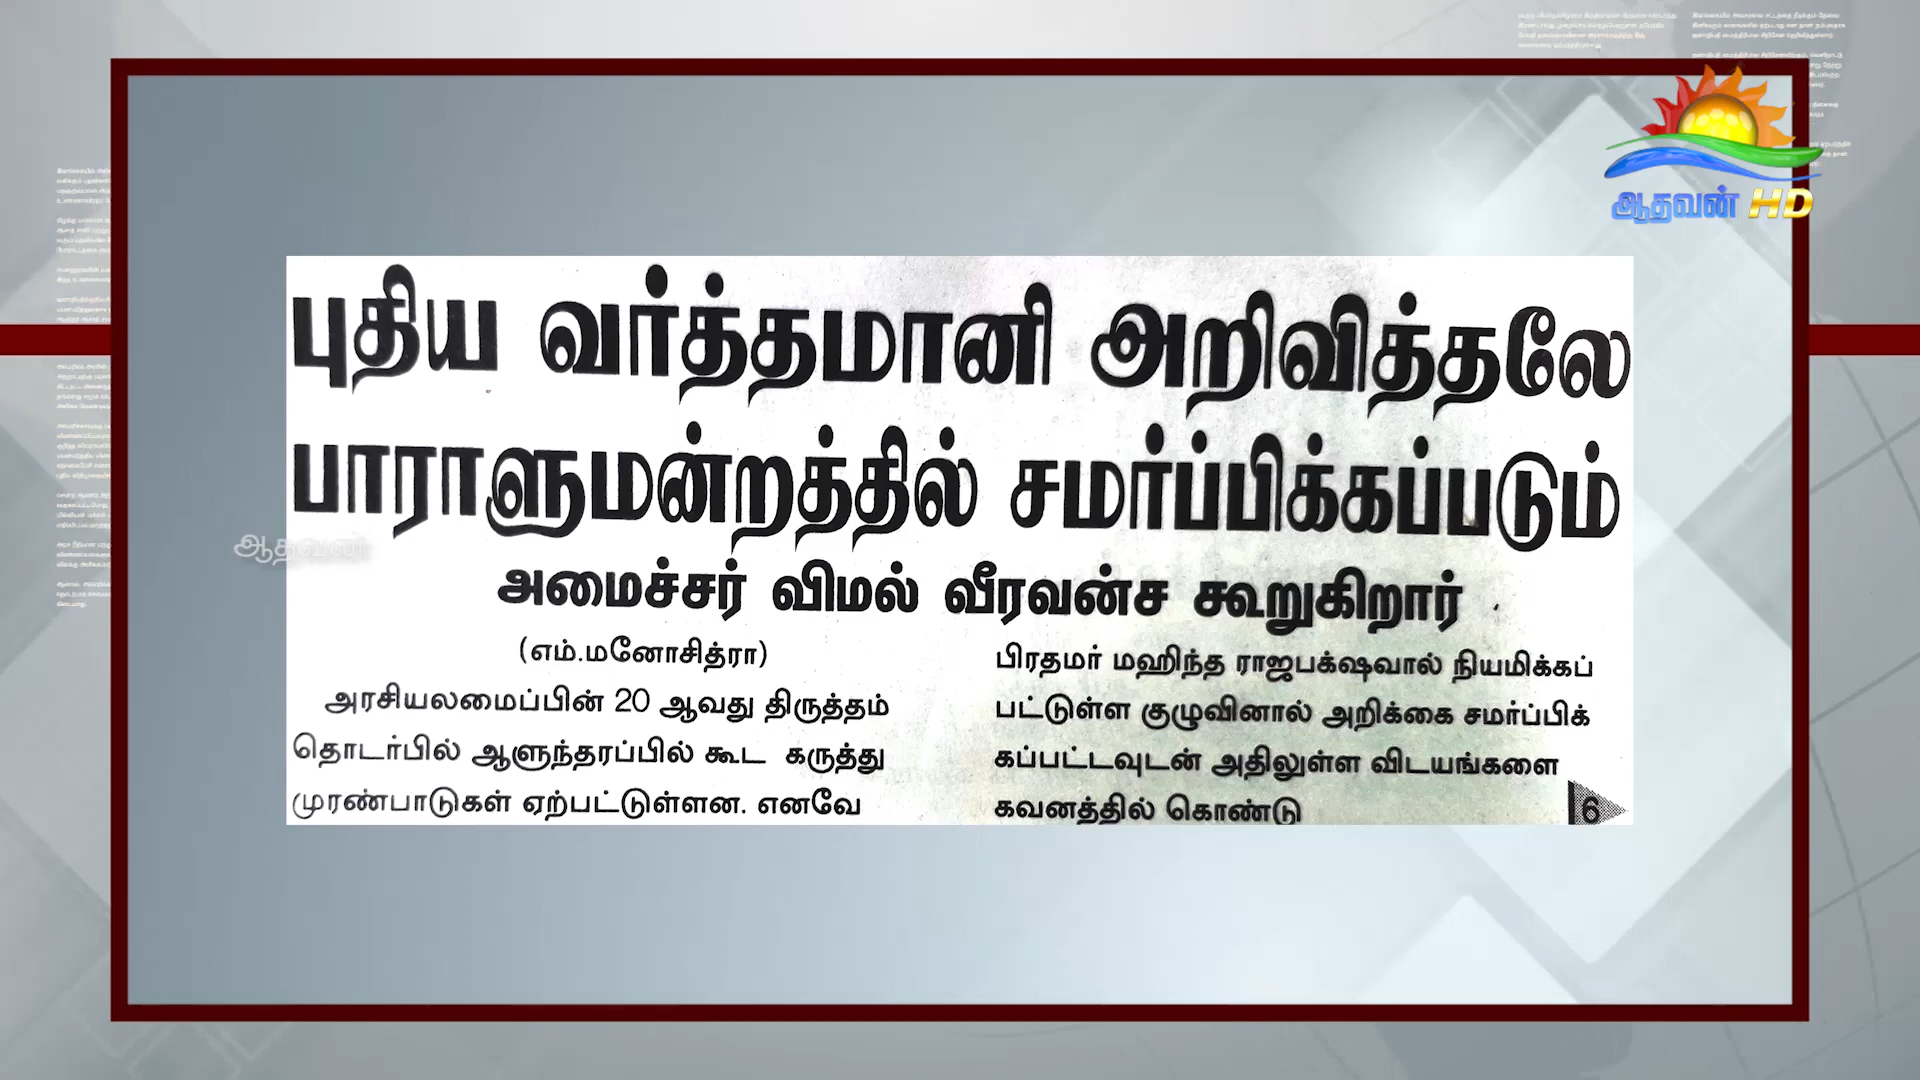 ஆதவன் HD
புதிய வர்த்தமானி அறிவித்தலே
பாராளுமன்றத்தில் சமர்ப்பிக்கப்படும்
ஆதவன்
அமைச்சர் விமல் வீரவன்ச கூறுகிறார்
(எம்.மனோசித்ரா)
அரசியலமைப்பின் 20 ஆவது திருத்தம்
தொடர்பில் ஆளுந்தரப்பில் கூட கருத்து
முரண்பாடுகள் ஏற்பட்டுள்ளன. எனவே
பிரதமர் மஹிந்த ராஜபக்ஷவால் நியமிக்கப்
பட்டுள்ள குழுவினால் அறிக்கை சமர்ப்பிக்
கப்பட்டவுடன் அதிலுள்ள விடயங்களை
கவனத்தில் கொண்டு
6